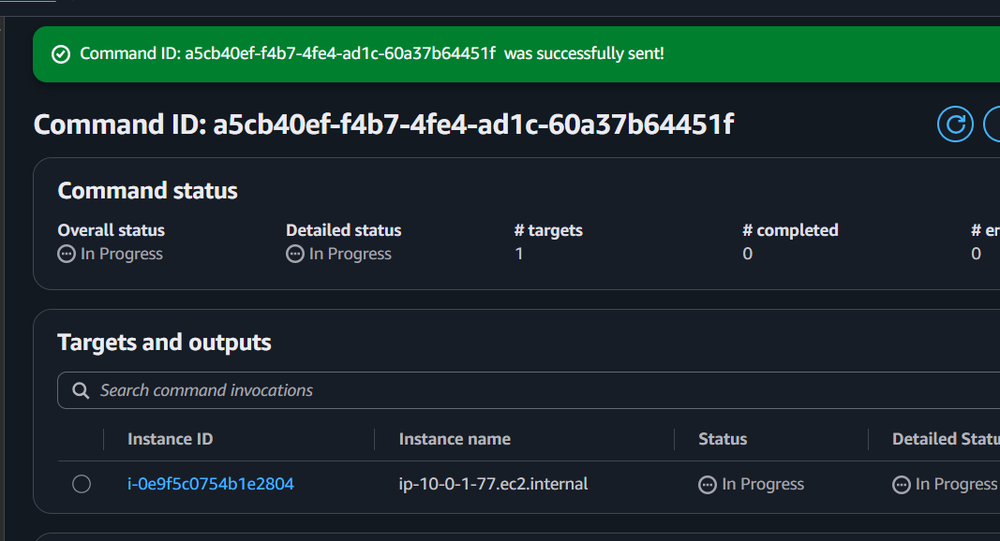 Command ID: a5cb40ef-f4b7-4fe4-ad1c-60a37b64451f was successfully sent!
Command ID: a5cb40ef-f4b7-4fe4-ad1c-60a37b64451f
Command status
Overall status Detailed status # targets # completed # er
In Progress In Progress 1 0 0
Targets and outputs
Search command invocations
Instance ID Instance name Status Detailed Statu
i-0e9f5c0754b1e2804 ip-10-0-1-77.ec2.internal In Progress In Progress